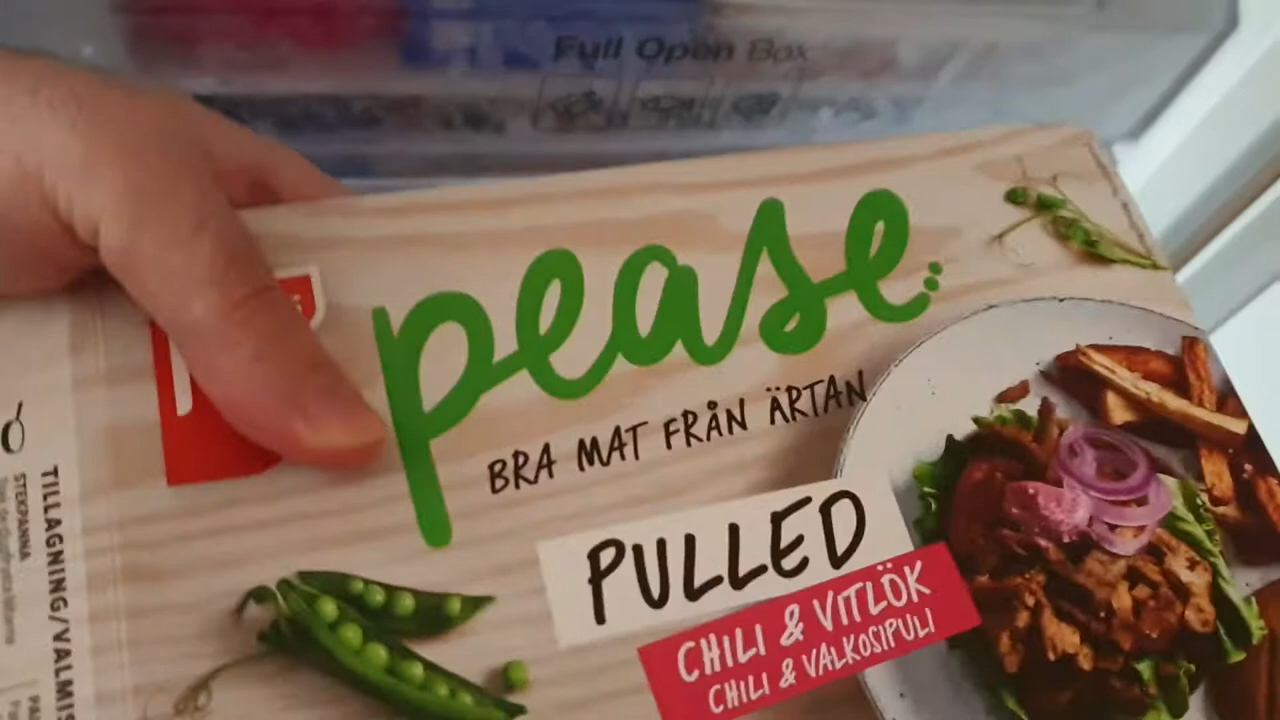 Full Open Box
pease
BRA MAT FRÅN ÄRTAN
PULLED
CHILI & VITLÖK
CHILI & VALKOSIPULI
TILLAGNING/VALMIS
STEKPANNA